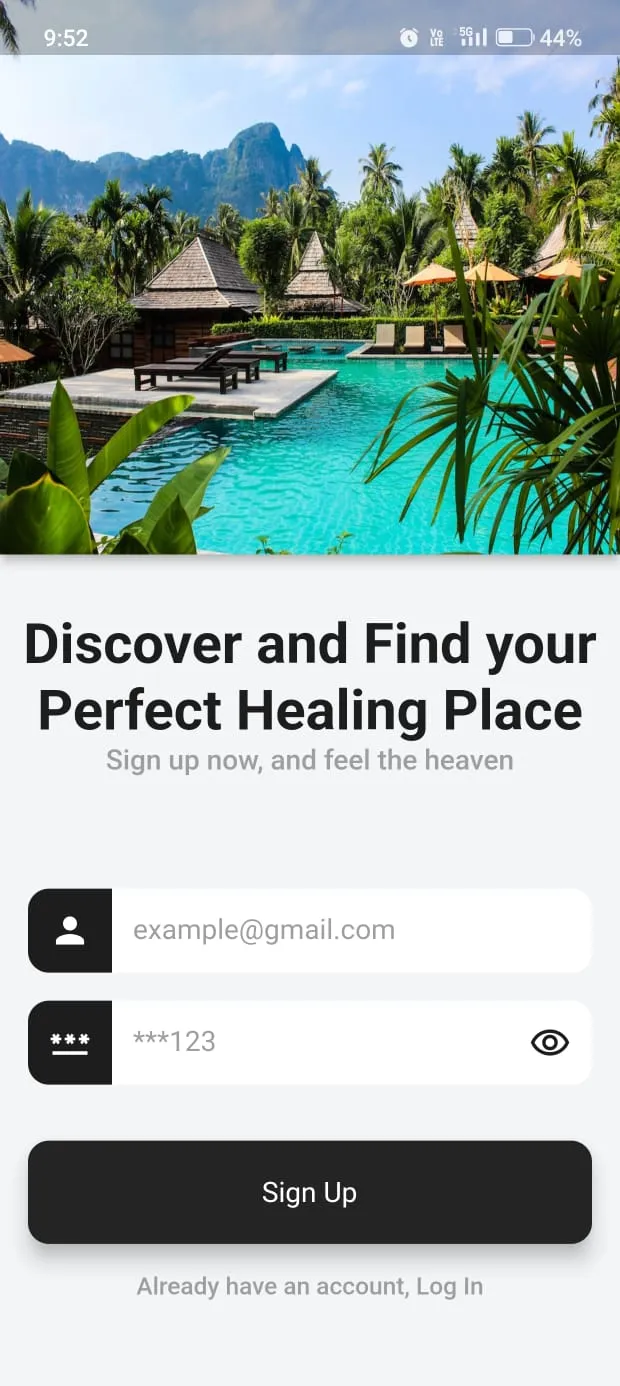 9:52
Vo
LTE
5G
44%
Discover and Find your
Perfect Healing Place
Sign up now, and feel the heaven
example@gmail.com
***
***123
Sign Up
Already have an account, Log In